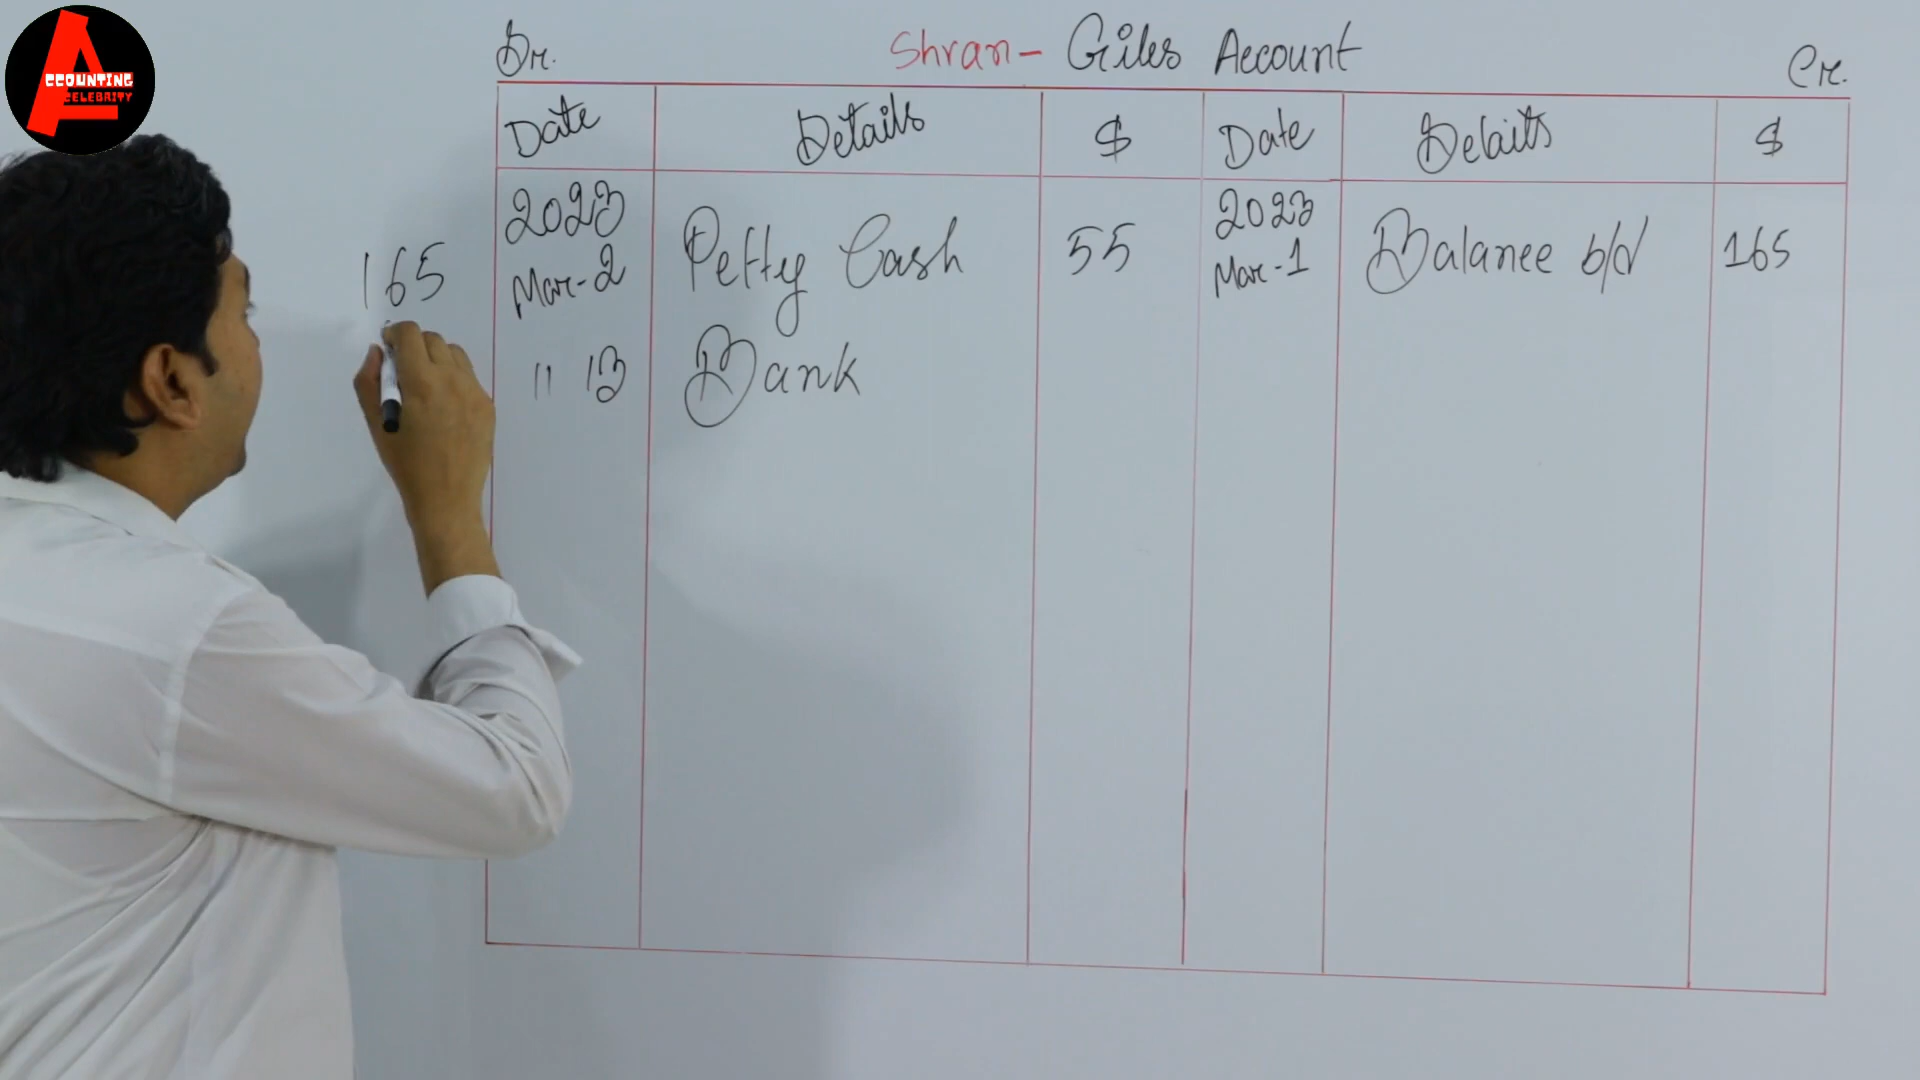 ACCOUNTING
CELEBRITY
Dr. Shran- Giles Account Cr.
Date Details $ Date Details $
2023 2023
Mar-2 Petty Cash 55 Mar-1 Balance b/d 165
165
" 13 Bank